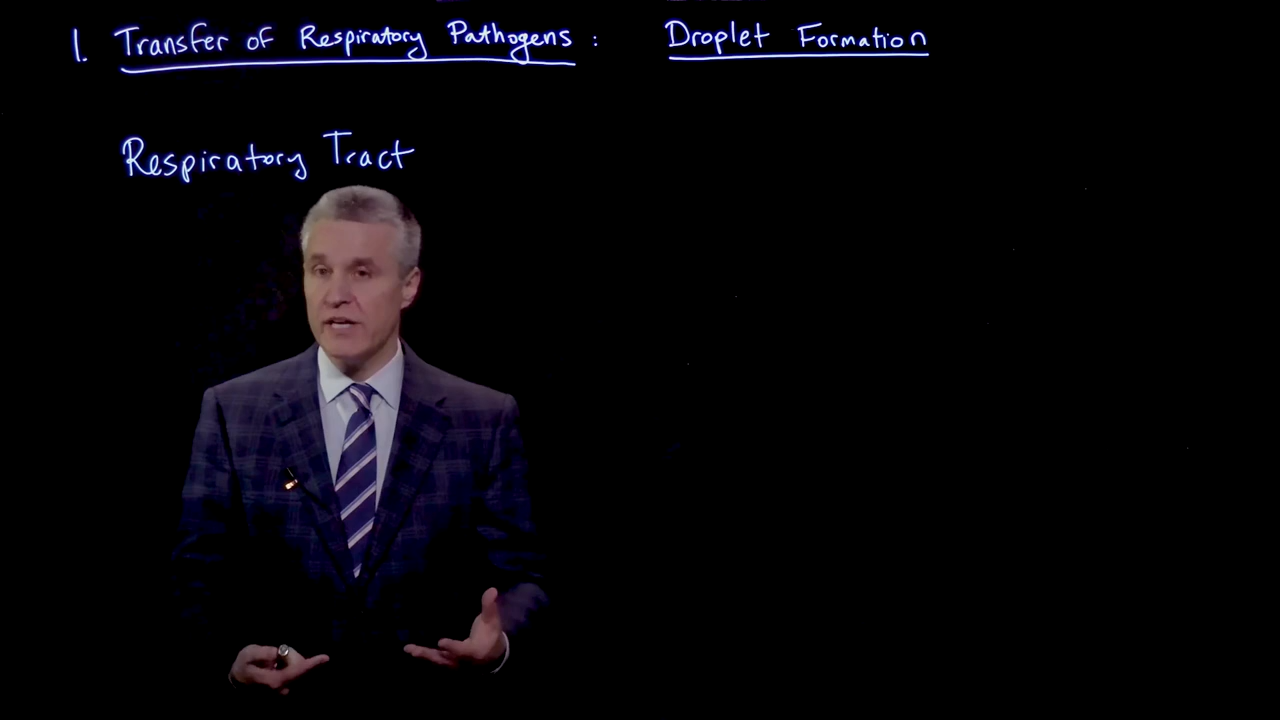 1. Transfer of Respiratory Pathogens : Droplet Formation
Respiratory Tract